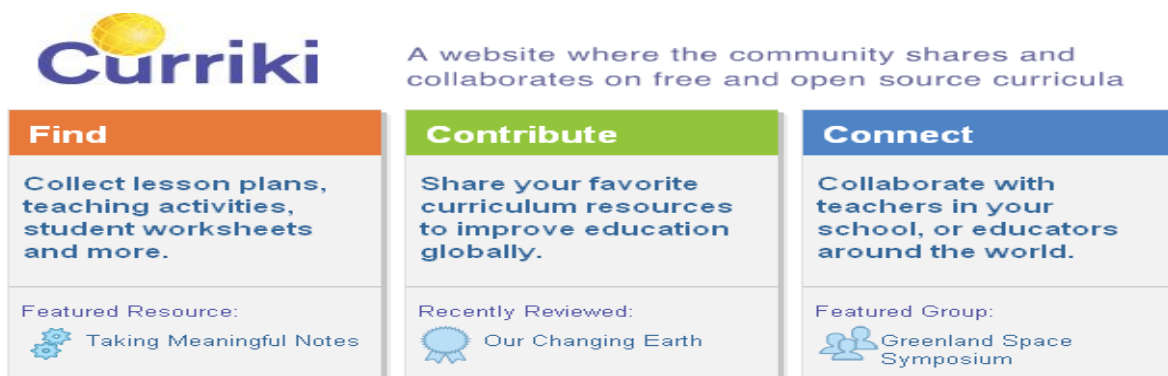 Curriki
A website where the community shares and
collaborates on free and open source curricula
Find
Collect lesson plans,
teaching activities,
student worksheets
and more.
Featured Resource:
Taking Meaningful Notes
Contribute
Share your favorite
curriculum resources
to improve education
globally.
Recently Reviewed:
Our Changing Earth
Connect
Collaborate with
teachers in your
school, or educators
around the world.
Featured Group:
Greenland Space
Symposium